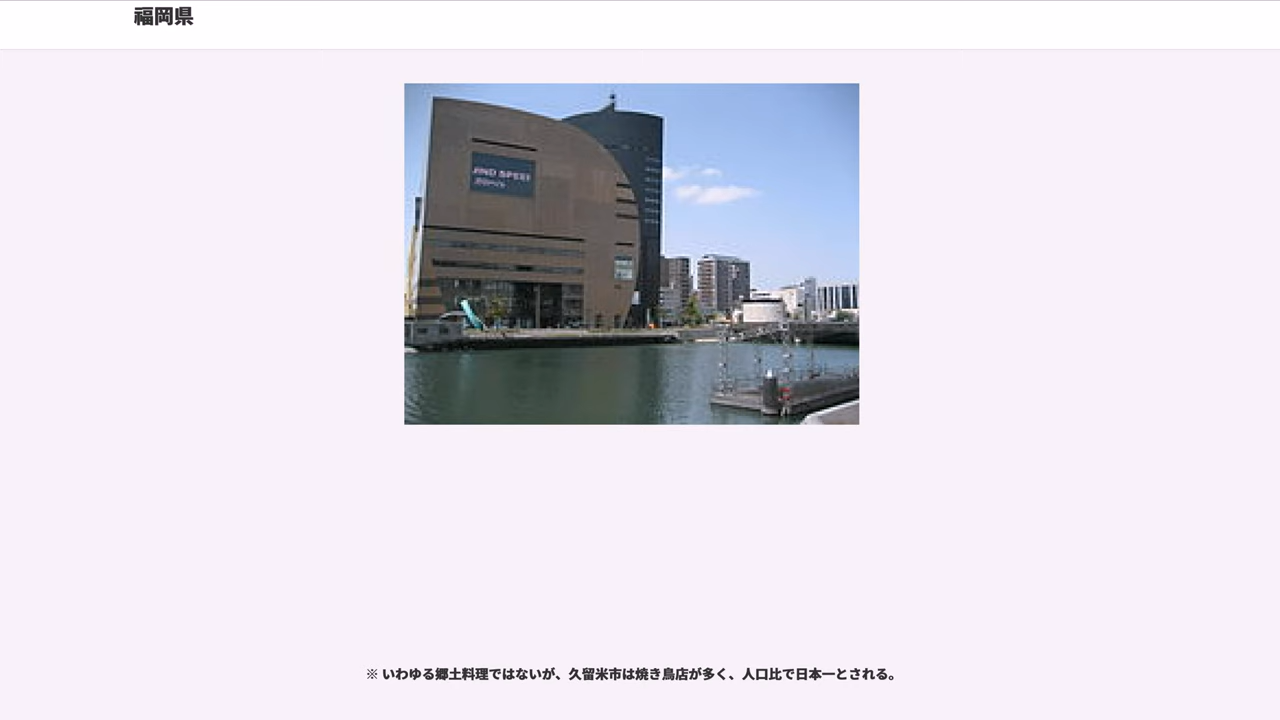 福岡県
※ いわゆる郷土料理ではないが、久留米市は焼き鳥店が多く、人口比で日本一とされる。